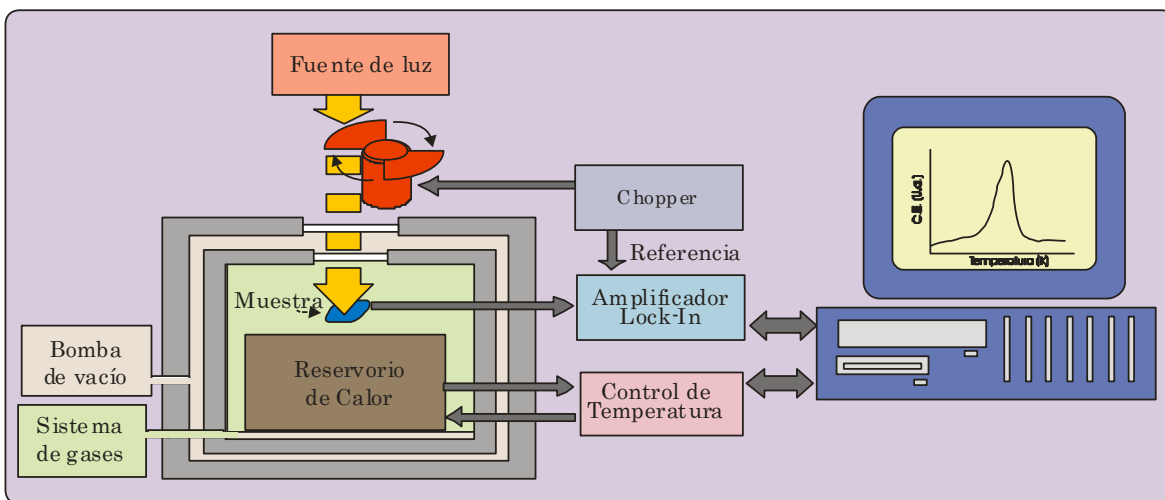 Fuente de luz
Chopper
Referencia
Muestra
Amplificador
Lock-In
Bomba
de vacío
Reservorio
de Calor
Control de
Temperatura
Sistema
de gases
C.E. (U.a.)
Temperatura (K)